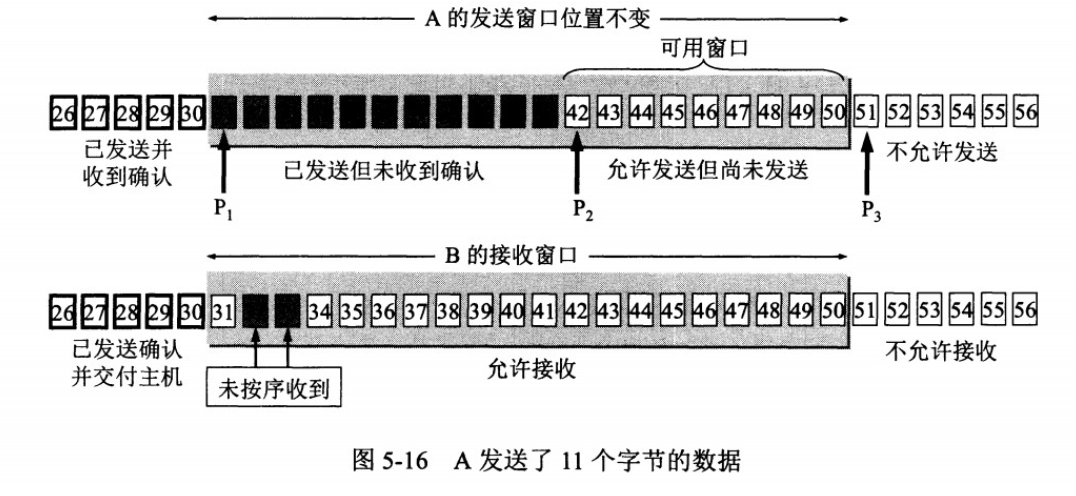 A 的发送窗口位置不变
可用窗口
26 27 28 29 30 42 43 44 45 46 47 48 49 50 51 52 53 54 55 56
已发送并
收到确认
已发送但未收到确认
允许发送但尚未发送
不允许发送
P1 P2 P3
B 的接收窗口
26 27 28 29 30 31 34 35 36 37 38 39 40 41 42 43 44 45 46 47 48 49 50 51 52 53 54 55 56
已发送确认
并交付主机
未按序收到
允许接收
不允许接收
图 5-16 A 发送了 11 个字节的数据